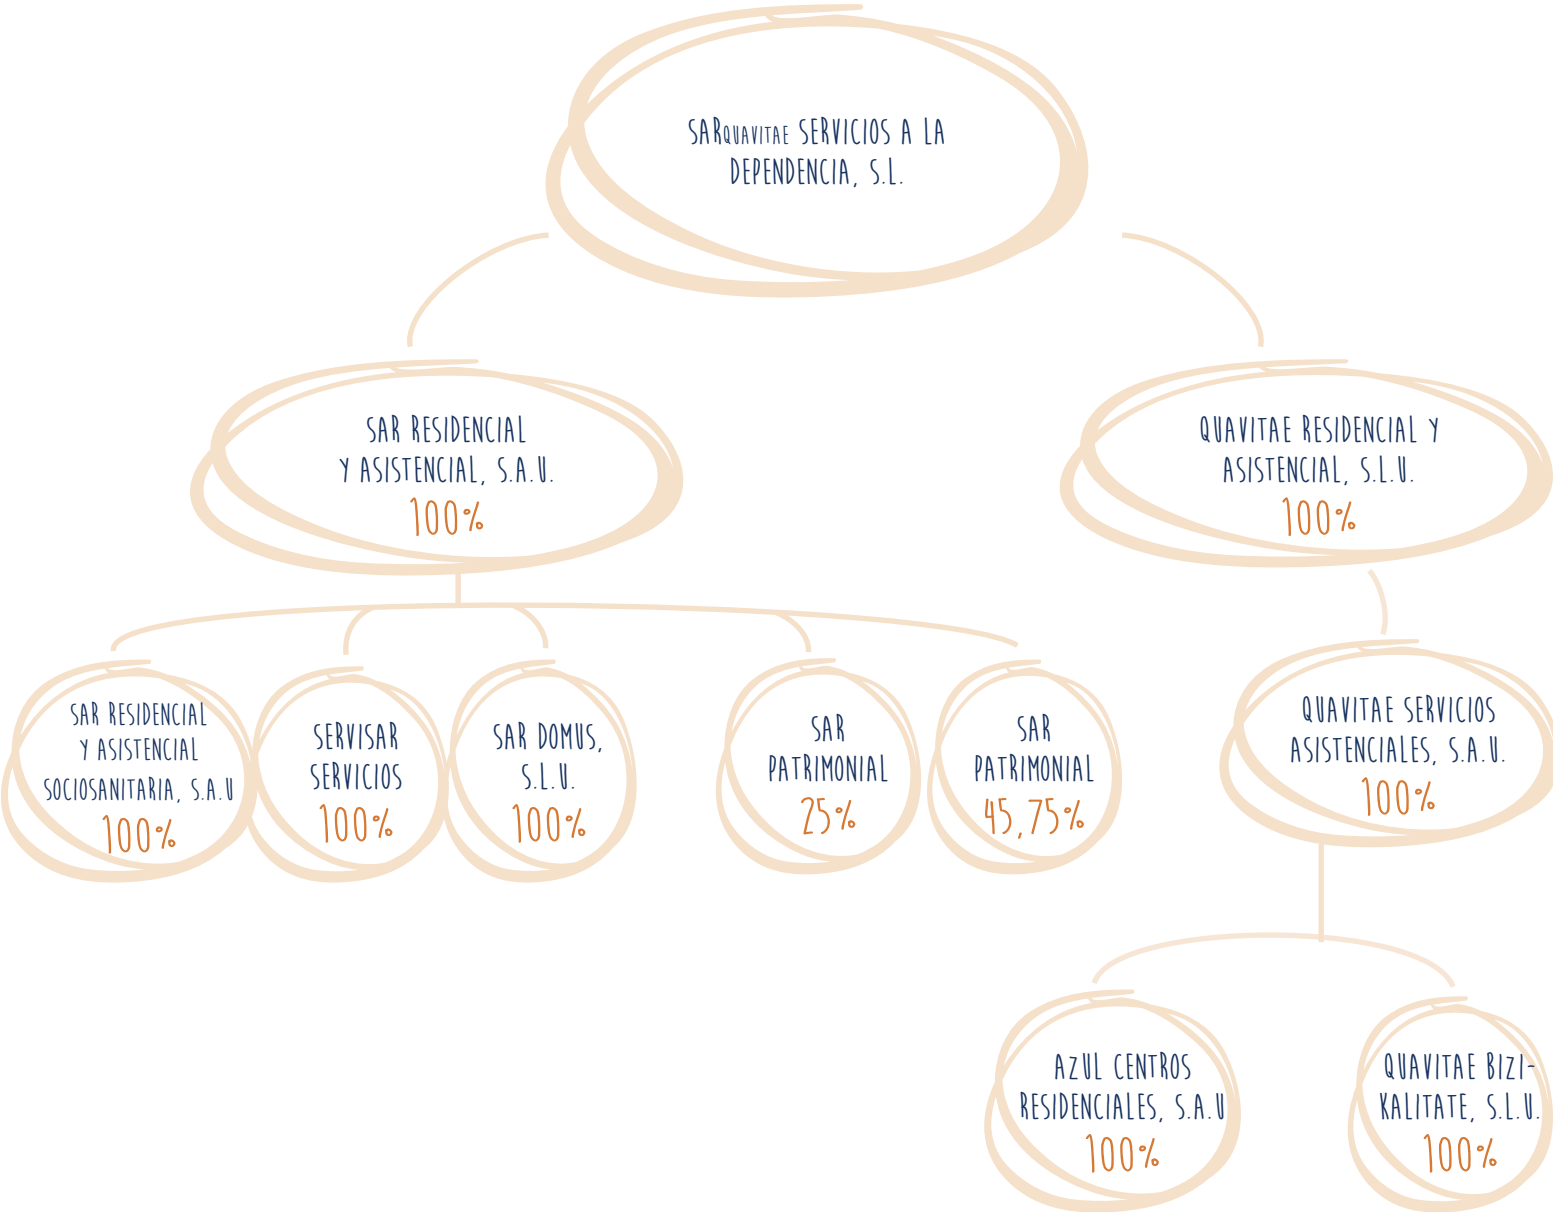 SARQUAVITAE SERVICIOS A LA
DEPENDENCIA, S.L.
SAR RESIDENCIAL
Y ASISTENCIAL, S.A.U.
100%
QUAVITAE RESIDENCIAL Y
ASISTENCIAL, S.L.U.
100%
SAR RESIDENCIAL
Y ASISTENCIAL
SOCIOSANITARIA, S.A.U
100%
SERVISAR
SERVICIOS
100%
SAR DOMUS,
S.L.U.
100%
SAR
PATRIMONIAL
25%
SAR
PATRIMONIAL
45,75%
QUAVITAE SERVICIOS
ASISTENCIALES, S.A.U.
100%
AZUL CENTROS
RESIDENCIALES, S.A.U
100%
QUAVITAE BIZI-
KALITATE, S.L.U.
100%